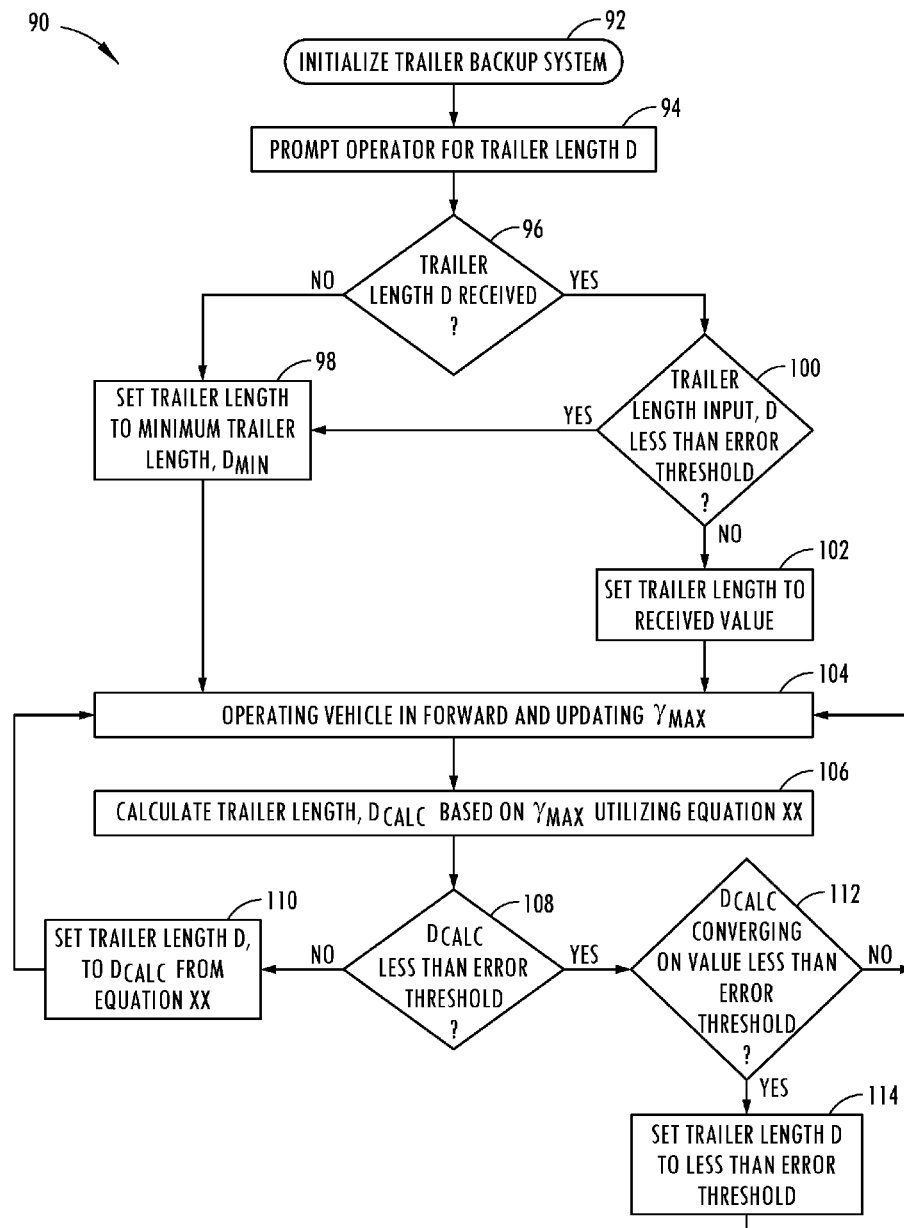 90
92
INITIALIZE TRAILER BACKUP SYSTEM
94
PROMPT OPERATOR FOR TRAILER LENGTH D
96
TRAILER
LENGTH D RECEIVED
?
NO
YES
98
SET TRAILER LENGTH
TO MINIMUM TRAILER
LENGTH, DMIN
100
TRAILER
LENGTH INPUT, D
LESS THAN ERROR
THRESHOLD
?
YES
NO
102
SET TRAILER LENGTH TO
RECEIVED VALUE
104
OPERATING VEHICLE IN FORWARD AND UPDATING γMAX
106
CALCULATE TRAILER LENGTH, DCALC BASED ON γMAX UTILIZING EQUATION XX
108
DCALC
LESS THAN ERROR
THRESHOLD
?
NO
YES
110
SET TRAILER LENGTH D,
TO DCALC FROM
EQUATION XX
112
DCALC
CONVERGING
ON VALUE LESS THAN
ERROR
THRESHOLD
?
NO
YES
114
SET TRAILER LENGTH D
TO LESS THAN ERROR
THRESHOLD